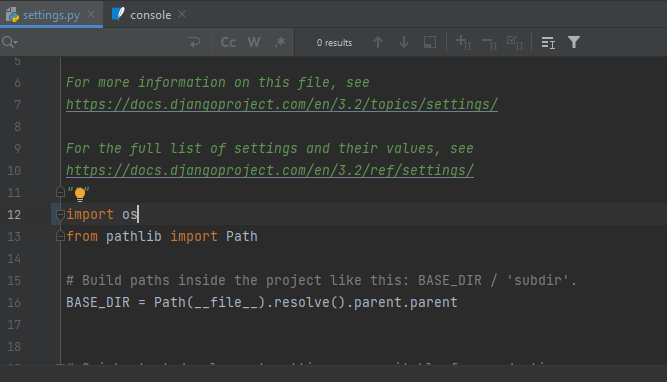 settings.py
console
Cc W .* 0 results
5
6 For more information on this file, see
7 https://docs.djangoproject.com/en/3.2/topics/settings/
8
9 For the full list of settings and their values, see
10 https://docs.djangoproject.com/en/3.2/ref/settings/
11 "
12 import os
13 from pathlib import Path
14
15 # Build paths inside the project like this: BASE_DIR / 'subdir'.
16 BASE_DIR = Path(__file__).resolve().parent.parent
17
18